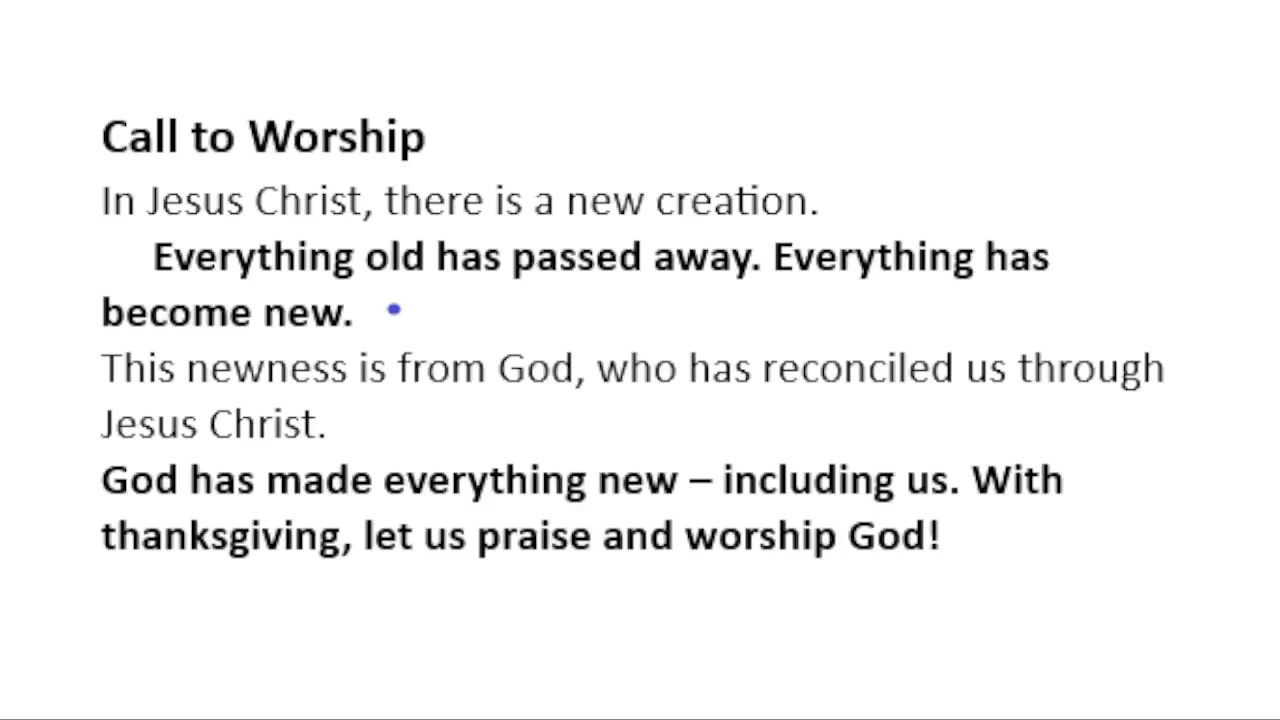 Call to Worship
In Jesus Christ, there is a new creation.
Everything old has passed away. Everything has
become new.
This newness is from God, who has reconciled us through
Jesus Christ.
God has made everything new – including us. With
thanksgiving, let us praise and worship God!